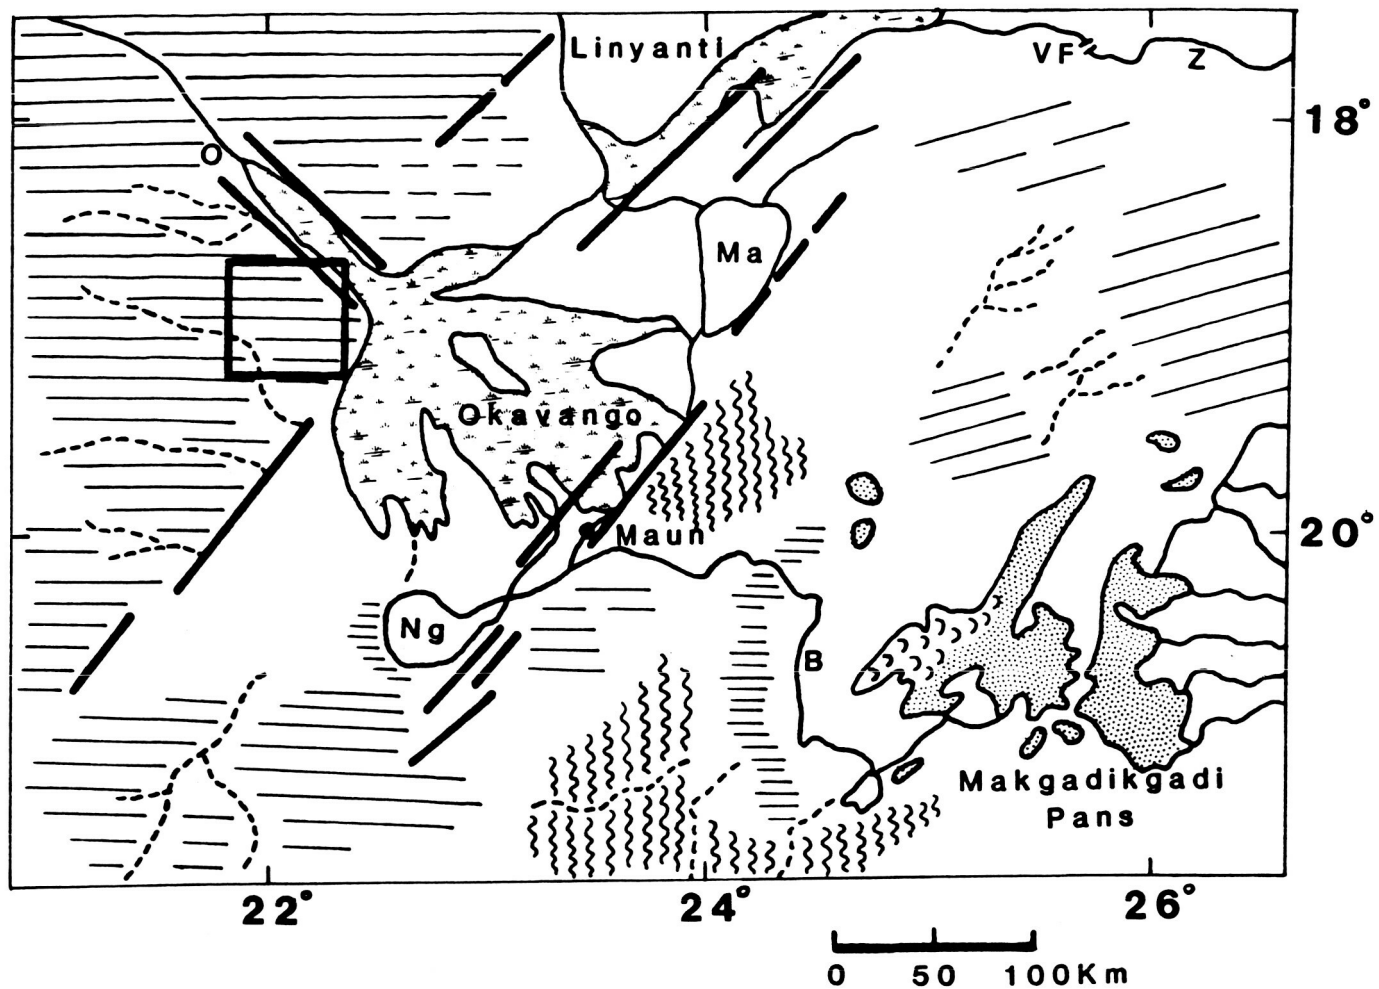 Linyanti
VF
Z
18°
O
Ma
Okavango
Maun
20°
Ng
B
Makgadikgadi
Pans
22°
24°
26°
0 50 100Km